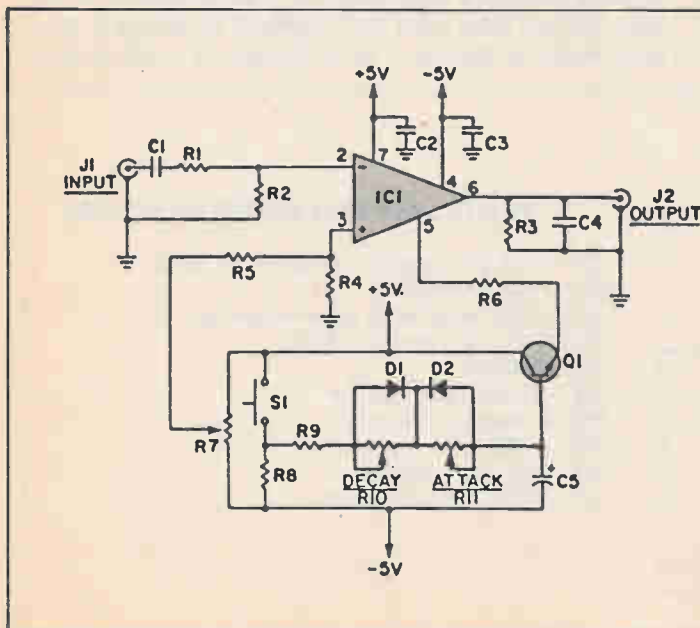 +5V
-5V
C2
C3
C1
R1
J1
INPUT
2
7
4
6
J2
OUTPUT
R2
IC1
R3
C4
3
5
R5
R4
R6
+5V.
Q1
D1
D2
S1
R7
R9
R8
DECAY
R10
ATTACK
R11
+
C5
-5V